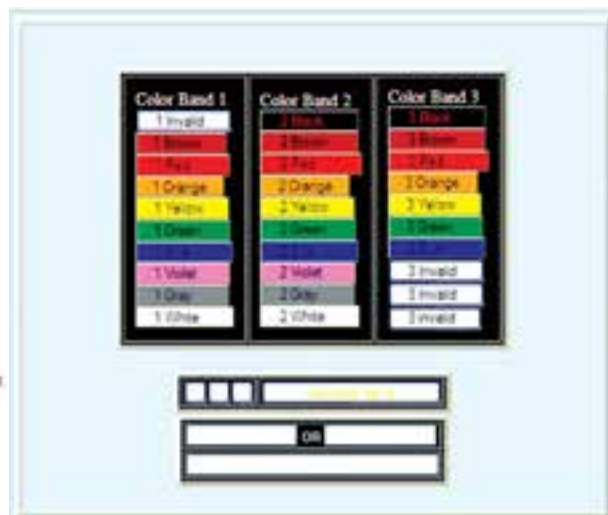 Color Band 1 Color Band 2 Color Band 3
1 Invalid 2 Black 3 Black
1 Brown 2 Brown 3 Brown
1 Red 2 Red 3 Red
1 Orange 2 Orange 3 Orange
1 Yellow 2 Yellow 3 Yellow
1 Green 2 Green 3 Green
1 Violet 2 Violet 3 Invalid
1 Gray 2 Gray 3 Invalid
1 White 2 White 3 Invalid
OR